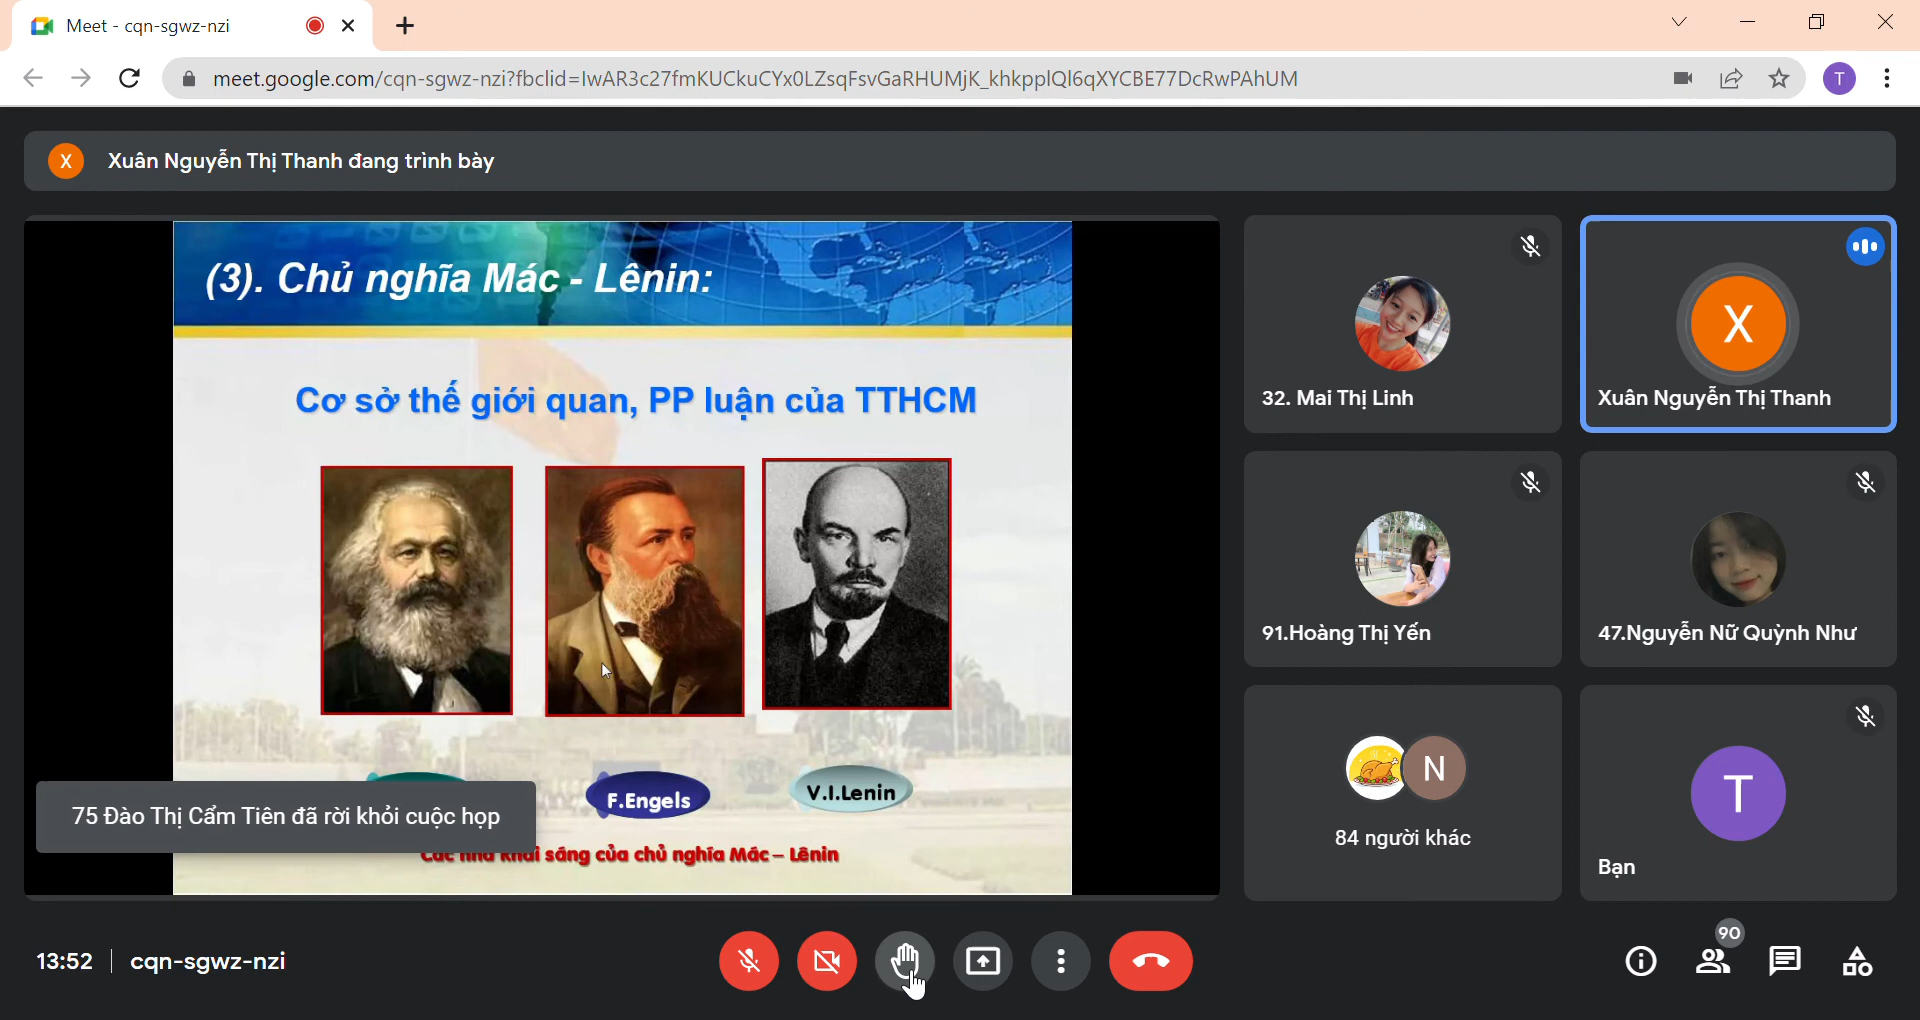 Meet - cqn-sgwz-nzi
meet.google.com/cqn-sgwz-nzi?fbclid=IwAR3c27fmKUCkuCYx0LZsqFsvGaRHUMjK_khkpplQl6qXYCBE77DcRwPAhUM
T
X
Xuân Nguyễn Thị Thanh đang trình bày
(3). Chủ nghĩa Mác - Lênin:
Cơ sở thế giới quan, PP luận của TTHCM
F.Engels
V.I.Lenin
75 Đào Thị Cẩm Tiên đã rời khỏi cuộc họp
Các nhà khai sáng của chủ nghĩa Mác – Lênin
32. Mai Thị Linh
X
Xuân Nguyễn Thị Thanh
91.Hoàng Thị Yến
47.Nguyễn Nữ Quỳnh Như
N
84 người khác
T
Bạn
13:52
cqn-sgwz-nzi
90